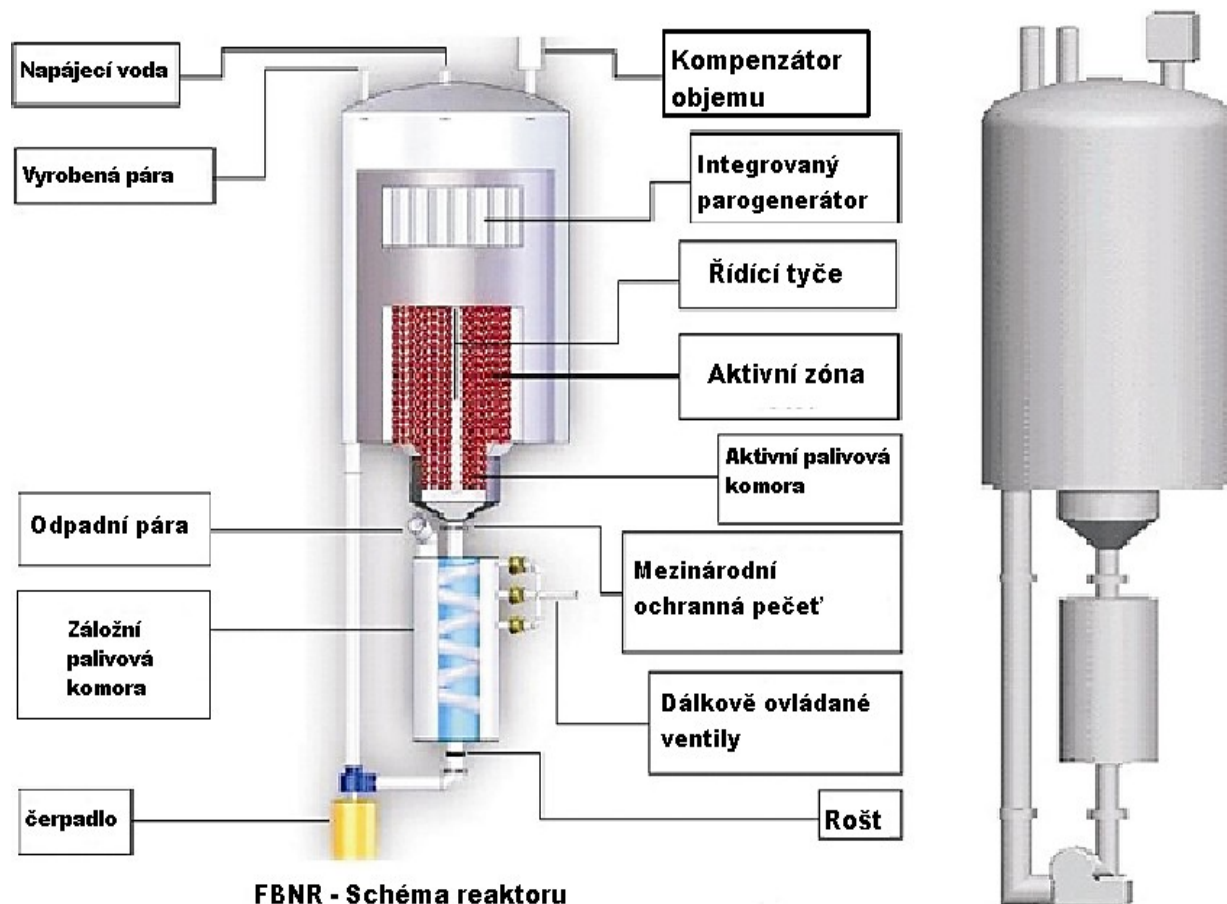 Napájecí voda
Vyrobená pára
Kompenzátor
objemu
Integrovaný
parogenerátor
Řídící tyče
Aktivní zóna
Aktivní palivová
komora
Odpadní pára
Mezinárodní
ochranná pečeť
Záložní
palivová
komora
Dálkově ovládané
ventily
čerpadlo
Rošt
FBNR - Schéma reaktoru